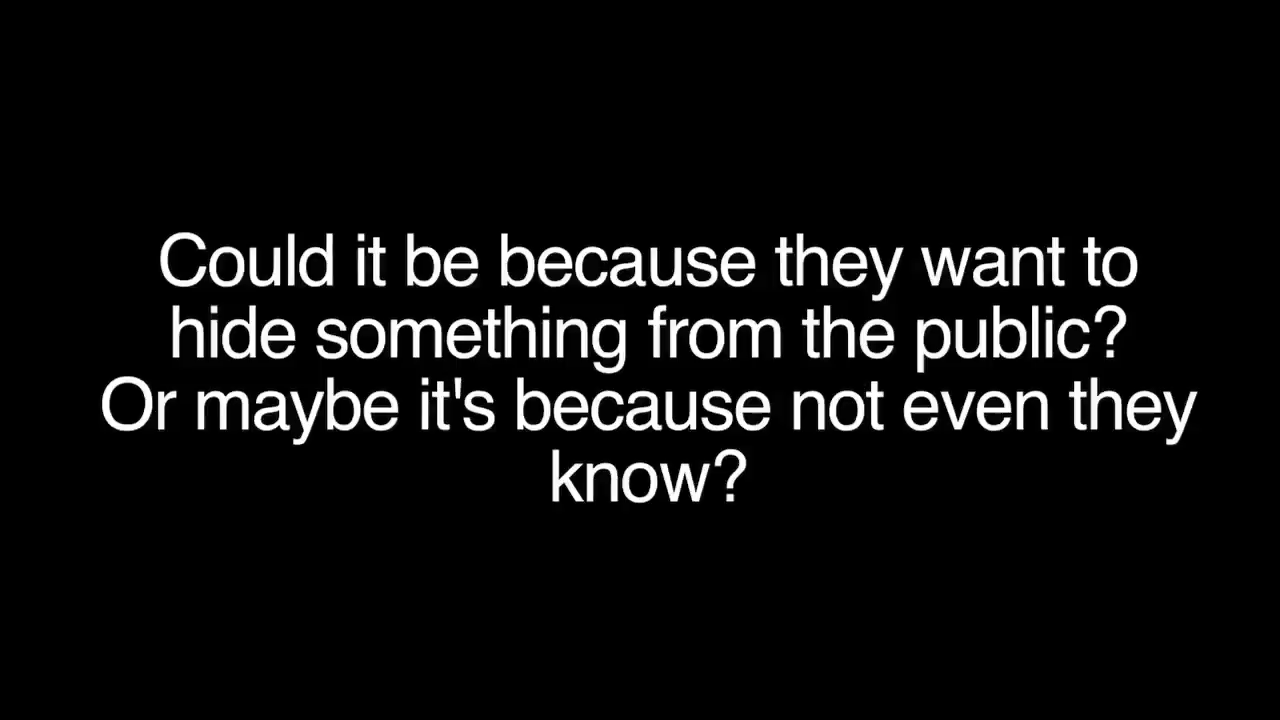 Could it be because they want to
hide something from the public?
Or maybe it's because not even they
know?